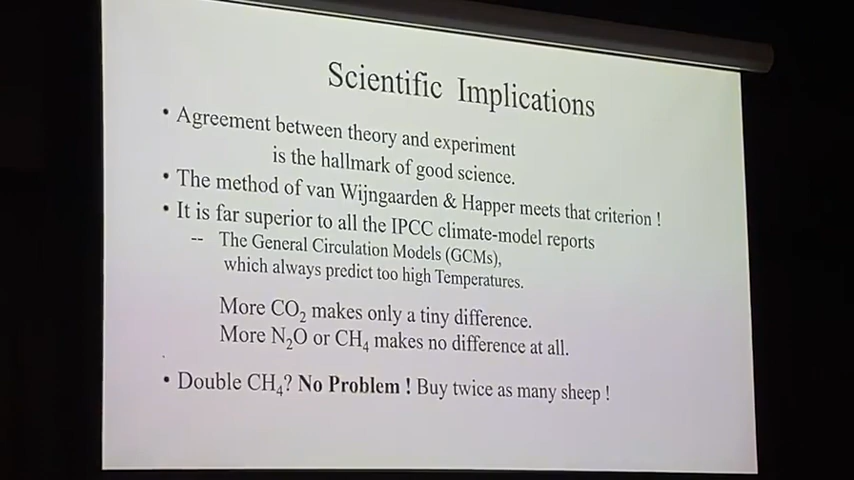 Scientific Implications
• Agreement between theory and experiment
is the hallmark of good science.
• The method of van Wijngaarden & Happer meets that criterion !
• It is far superior to all the IPCC climate-model reports
-- The General Circulation Models (GCMs),
which always predict too high Temperatures.
More CO₂ makes only a tiny difference.
More N₂O or CH₄ makes no difference at all.
• Double CH₄? No Problem ! Buy twice as many sheep !